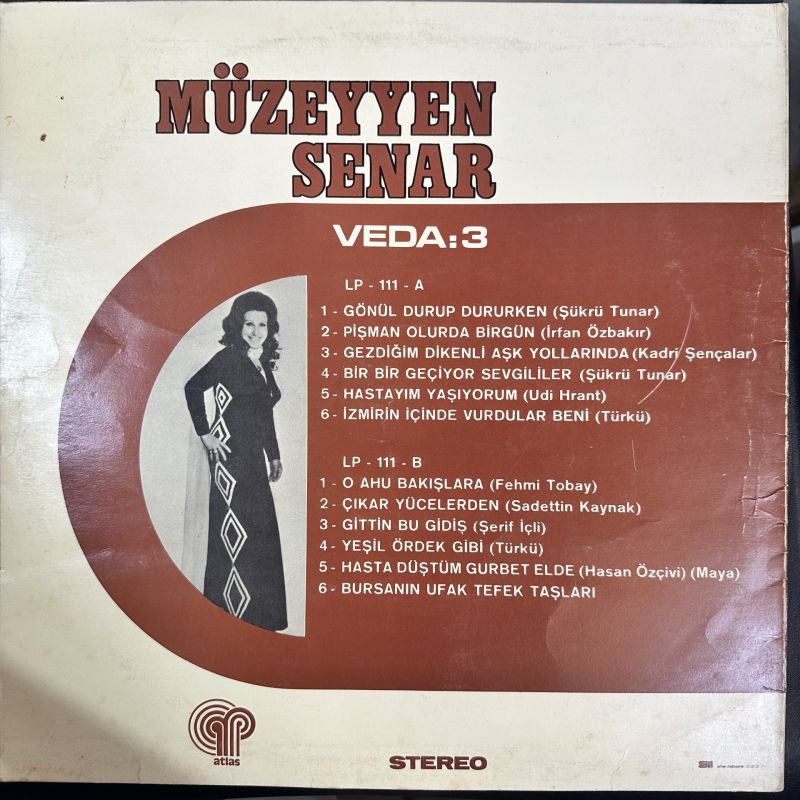 MÜZEYYEN
SENAR
VEDA:3
LP - 111 - A
1 - GÖNÜL DURUP DURURKEN (Şükrü Tunar)
2 - PİŞMAN OLURDA BİRGÜN (İrfan Özbakır)
3 - GEZDİĞİM DİKENLİ AŞK YOLLARINDA (Kadri Şençalar)
4 - BİR BİR GEÇİYOR SEVGİLİLER (Şükrü Tunar)
5 - HASTAYIM YAŞIYORUM (Udi Hrant)
6 - İZMİRİN İÇİNDE VURDULAR BENİ (Türkü)
LP - 111 - B
1 - O AHU BAKIŞLARA (Fehmi Tobay)
2 - ÇIKAR YÜCELERDEN (Sadettin Kaynak)
3 - GİTTİN BU GİDİŞ (Şerif İçli)
4 - YEŞİL ÖRDEK GİBİ (Türkü)
5 - HASTA DÜŞTÜM GURBET ELDE (Hasan Özçivi) (Maya)
6 - BURSANIN UFAK TEFEK TAŞLARI
atlas
STEREO